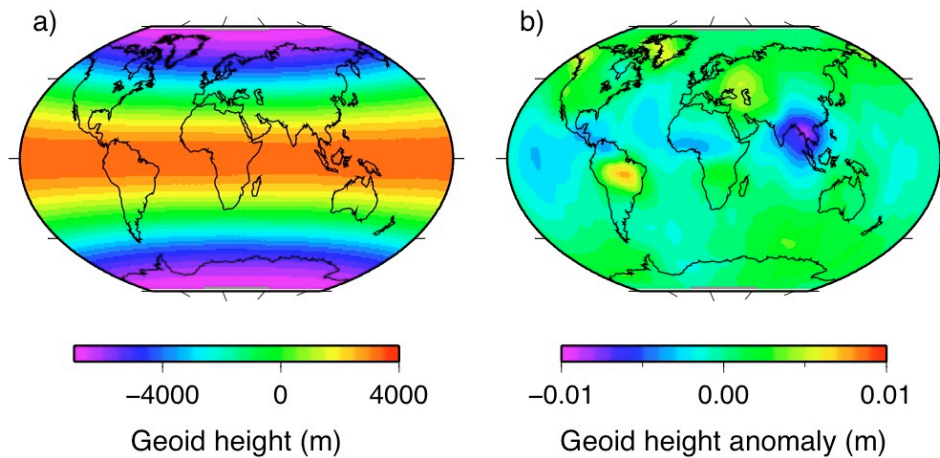 a)
b)
−4000 0 4000
−0.01 0.00 0.01
Geoid height (m)
Geoid height anomaly (m)